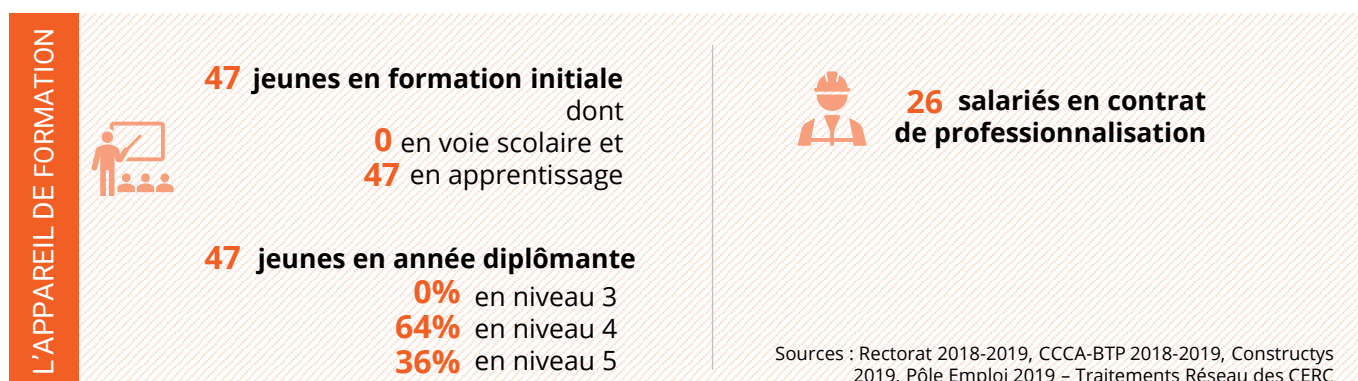 L'APPAREIL DE FORMATION
47 jeunes en formation initiale
dont
0 en voie scolaire et
47 en apprentissage
47 jeunes en année diplômante
0% en niveau 3
64% en niveau 4
36% en niveau 5
26 salariés en contrat
de professionnalisation
Sources : Rectorat 2018-2019, CCCA-BTP 2018-2019, Constructys
2019, Pôle Emploi 2019 – Traitements Réseau des CERC